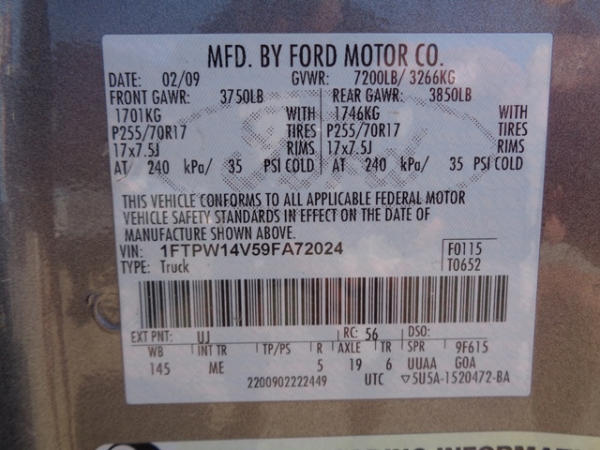 MFD. BY FORD MOTOR CO.
DATE: 02/09 GVWR: 7200LB/ 3266KG
FRONT GAWR: 3750LB REAR GAWR: 3850LB
1701KG WITH 1746KG WITH
P255/70R17 TIRES P255/70R17 TIRES
17x7.5J RIMS 17x7.5J RIMS
AT/ 240 kPa/ 35 PSI COLD AT/ 240 kPa/ 35 PSI COLD
THIS VEHICLE CONFORMS TO ALL APPLICABLE FEDERAL MOTOR
VEHICLE SAFETY STANDARDS IN EFFECT ON THE DATE OF
MANUFACTURE SHOWN ABOVE.
VIN: 1FTPW14V59FA72024 F0115
TYPE: Truck T0652
EXT PNT: UJ RC: 56 DSO:
WB INT TR TP/PS R AXLE TR SPR 9F615
145 ME 5 19 6 UUAA GOA
2200902222449 UTC ▽5U5A-1520472-BA
INFORMATION